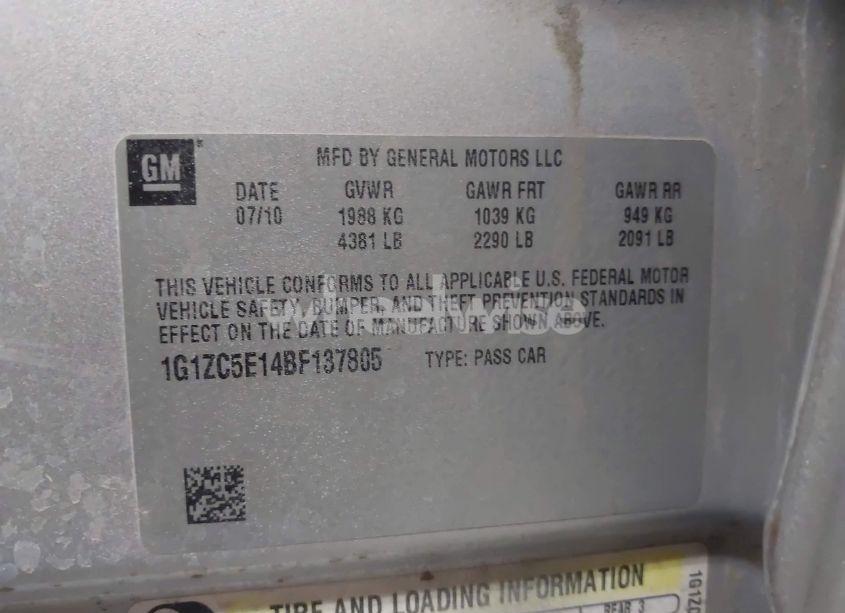 GM
MFD BY GENERAL MOTORS LLC
DATE GVWR GAWR FRT GAWR RR
07/10 1988 KG 1039 KG 949 KG
4381 LB 2290 LB 2091 LB
THIS VEHICLE CONFORMS TO ALL APPLICABLE U.S. FEDERAL MOTOR
VEHICLE SAFETY, BUMPER, AND THEFT PREVENTION STANDARDS IN
EFFECT ON THE DATE OF MANUFACTURE SHOWN ABOVE.
1G1ZC5E14BF137805 TYPE: PASS CAR
TIRE AND LOADING INFORMATION
REAR 3
1G1ZC